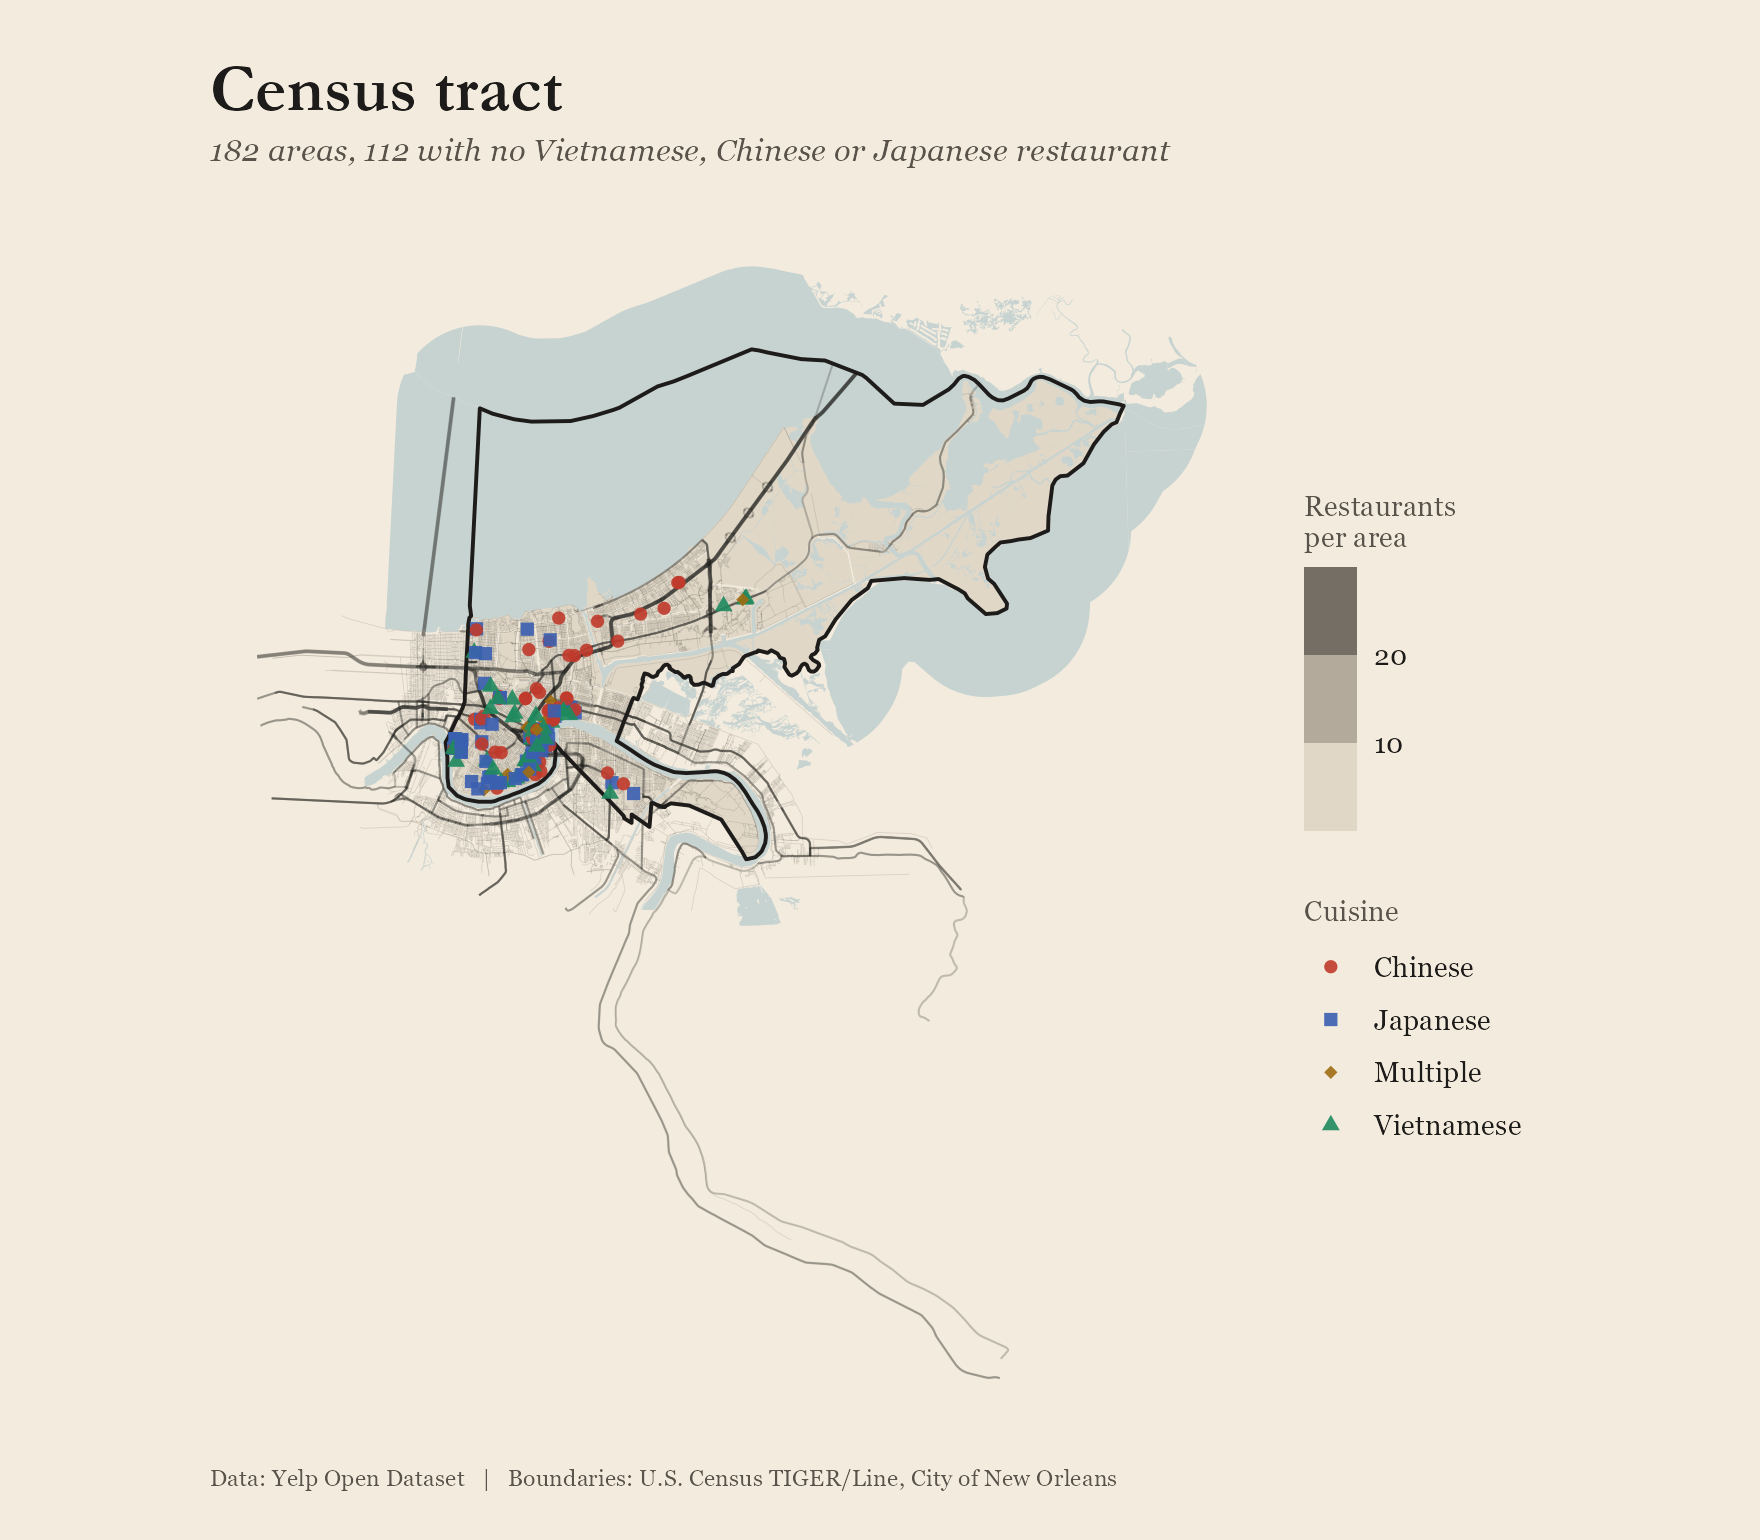 Census tract
182 areas, 112 with no Vietnamese, Chinese or Japanese restaurant
Restaurants
per area
20
10
Cuisine
Chinese
Japanese
Multiple
Vietnamese
Data: Yelp Open Dataset | Boundaries: U.S. Census TIGER/Line, City of New Orleans